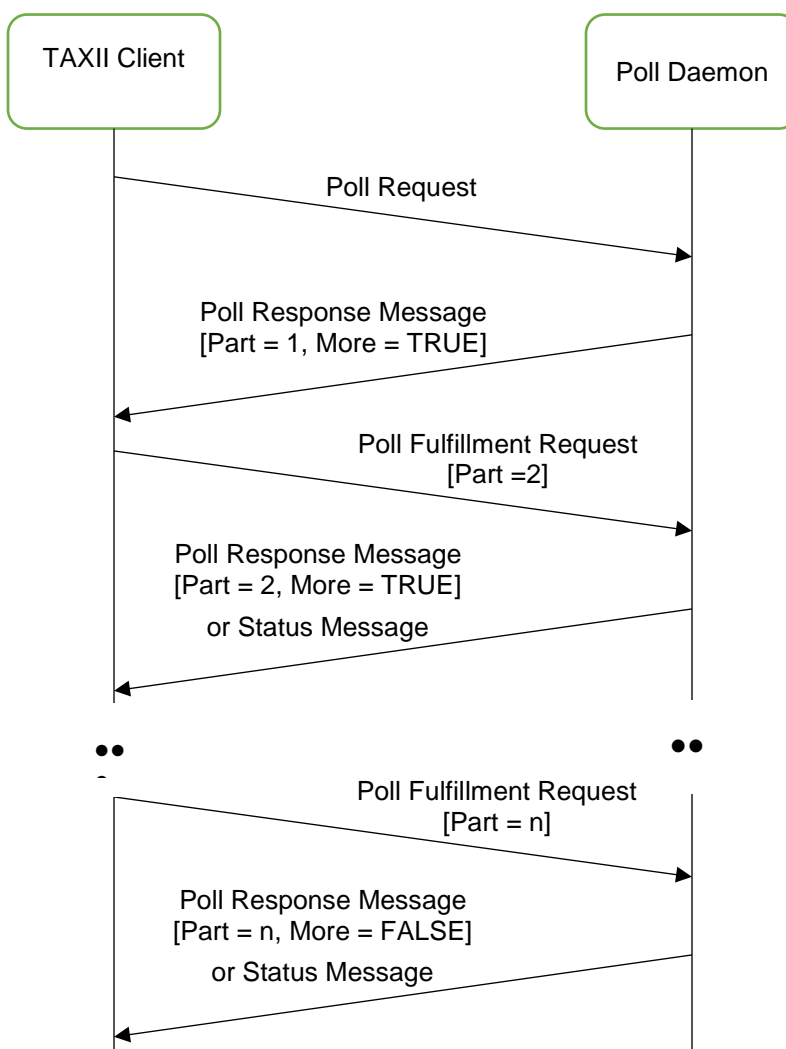 TAXII Client
Poll Daemon
Poll Request
Poll Response Message
[Part = 1, More = TRUE]
Poll Fulfillment Request
[Part =2]
Poll Response Message
[Part = 2, More = TRUE]
or Status Message
Poll Fulfillment Request
[Part = n]
Poll Response Message
[Part = n, More = FALSE]
or Status Message